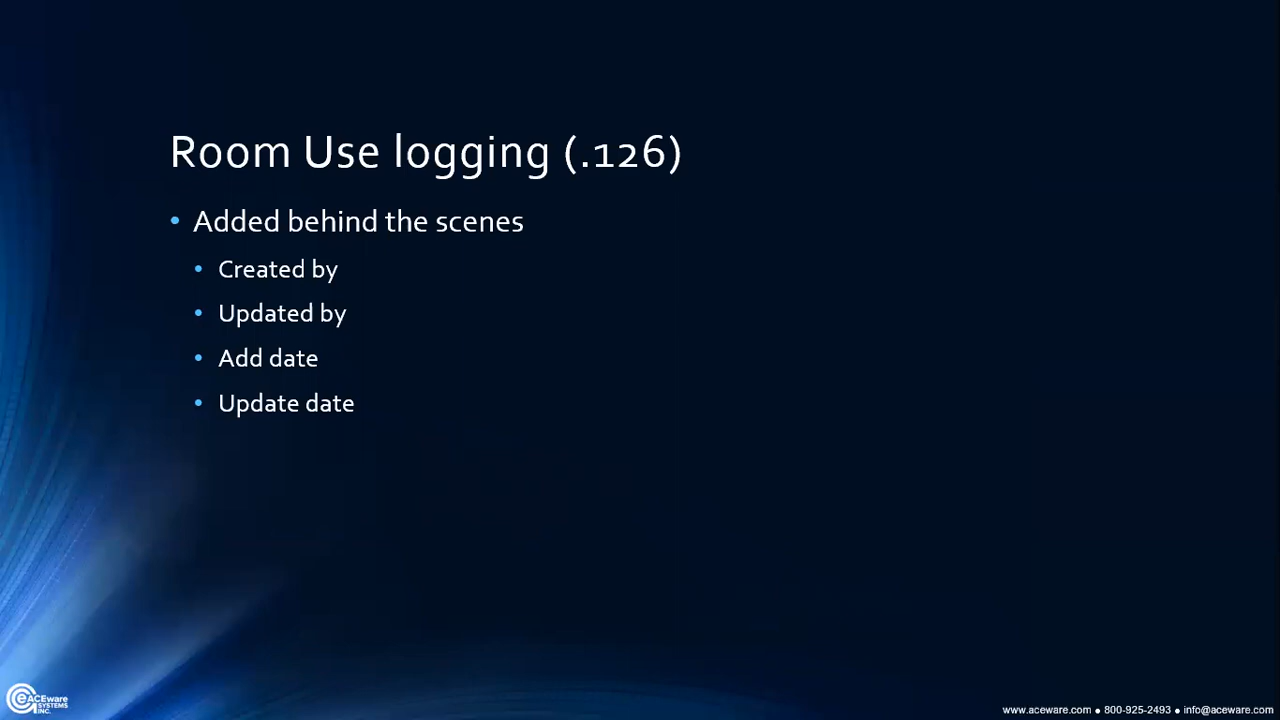 Room Use logging (.126)
• Added behind the scenes
• Created by
• Updated by
• Add date
• Update date
ACEware
SYSTEMS
INC.
www.aceware.com ● 800-925-2493 ● info@aceware.com